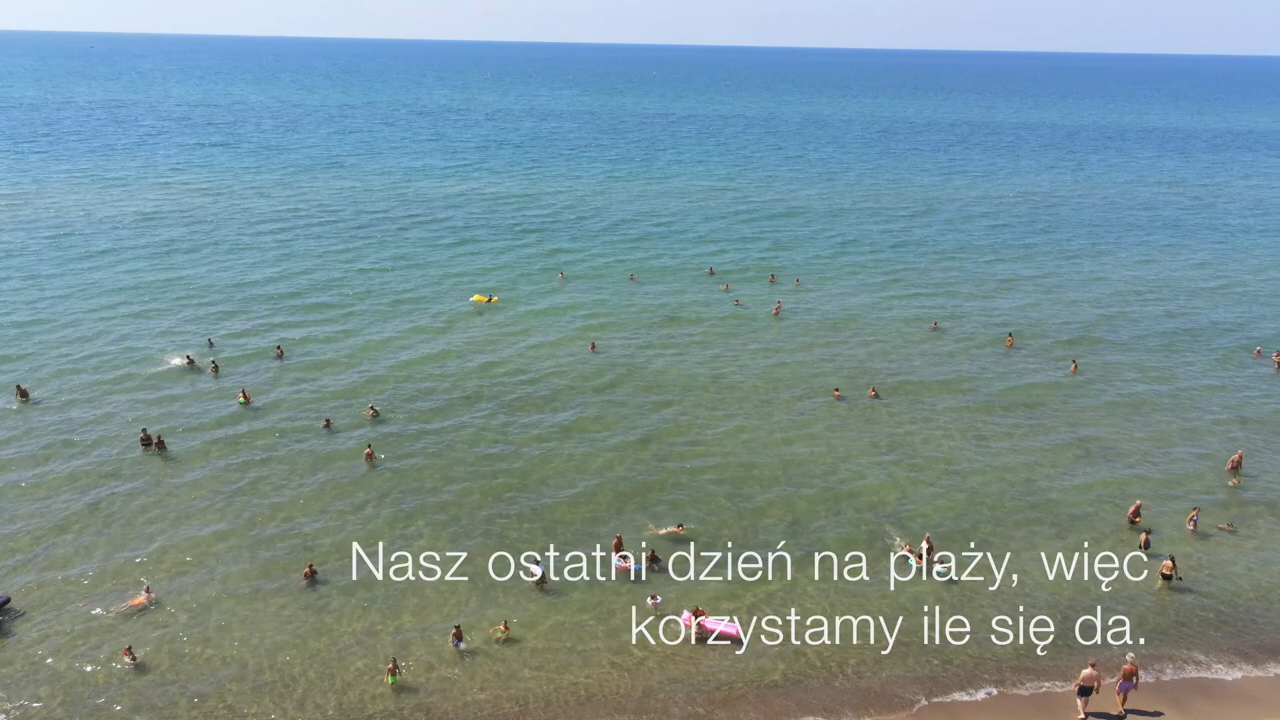 Nasz ostatni dzień na plaży, więc
korzystamy ile się da.